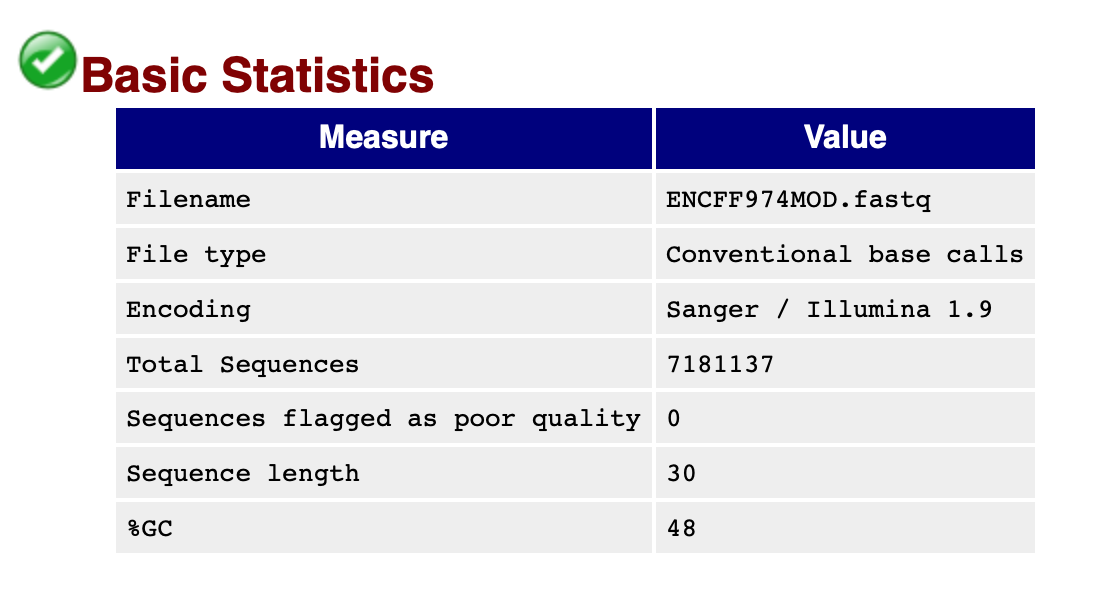 Basic Statistics
Measure Value
Filename ENCFF974MOD.fastq
File type Conventional base calls
Encoding Sanger / Illumina 1.9
Total Sequences 7181137
Sequences flagged as poor quality 0
Sequence length 30
%GC 48